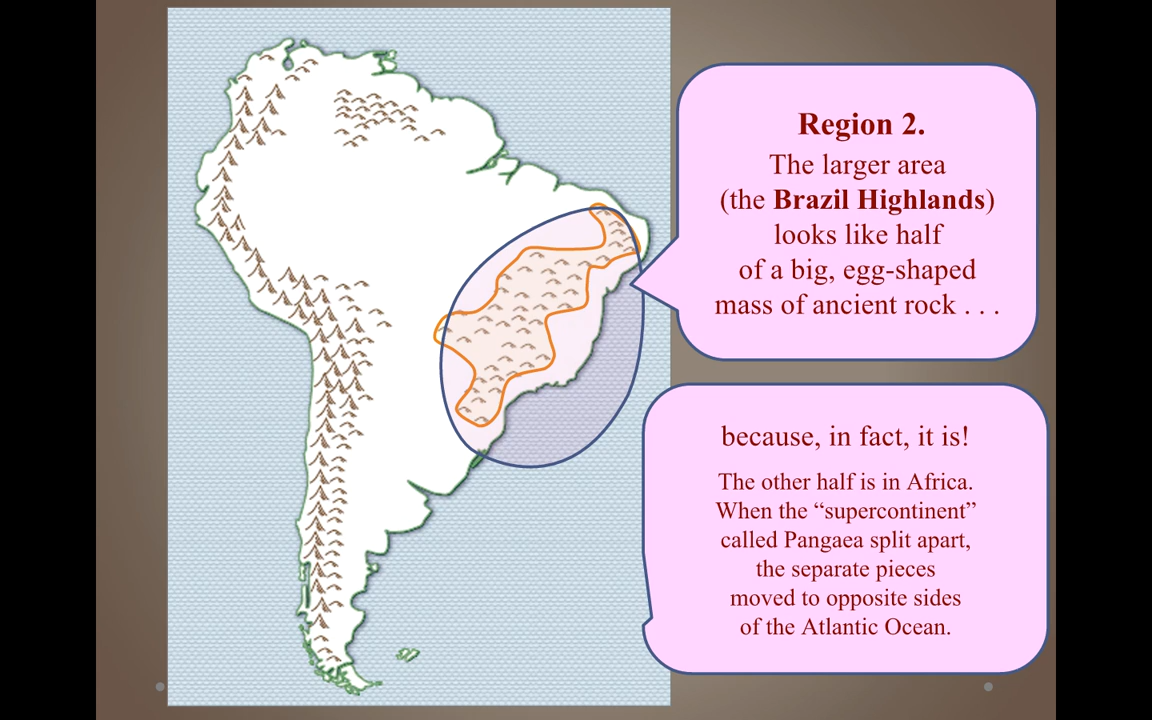 Region 2.
The larger area
(the Brazil Highlands)
looks like half
of a big, egg-shaped
mass of ancient rock . . .
because, in fact, it is!
The other half is in Africa.
When the “supercontinent”
called Pangaea split apart,
the separate pieces
moved to opposite sides
of the Atlantic Ocean.